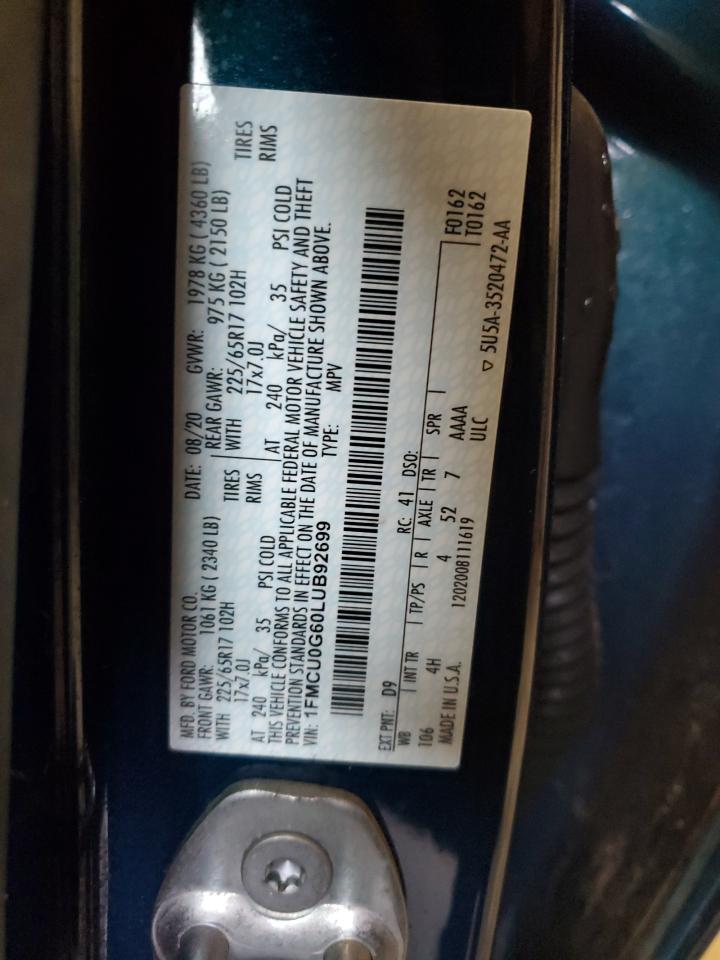 MFD. BY FORD MOTOR CO. DATE: 08/20 GVWR: 1978 KG ( 4360 LB)
FRONT GAWR: 1061 KG ( 2340 LB) REAR GAWR: 975 KG ( 2150 LB)
WITH 225/65R17 102H TIRES WITH 225/65R17 102H TIRES
17x7.0J RIMS 17x7.0J RIMS
AT 240 kPa/ 35 PSI COLD AT 240 kPa/ 35 PSI COLD
THIS VEHICLE CONFORMS TO ALL APPLICABLE FEDERAL MOTOR VEHICLE SAFETY AND THEFT
PREVENTION STANDARDS IN EFFECT ON THE DATE OF MANUFACTURE SHOWN ABOVE.
VIN: 1FMCU0G60LUB92699 TYPE: MPV
EXT PNT: D9 RC: 41 DSO: F0162
WB INT TR TP/PS R AXLE TR SPR T0162
106 4H 4 52 7 AAAA
MADE IN U.S.A. 1202008111619 ULC
▽ 5U5A-3520472-AA